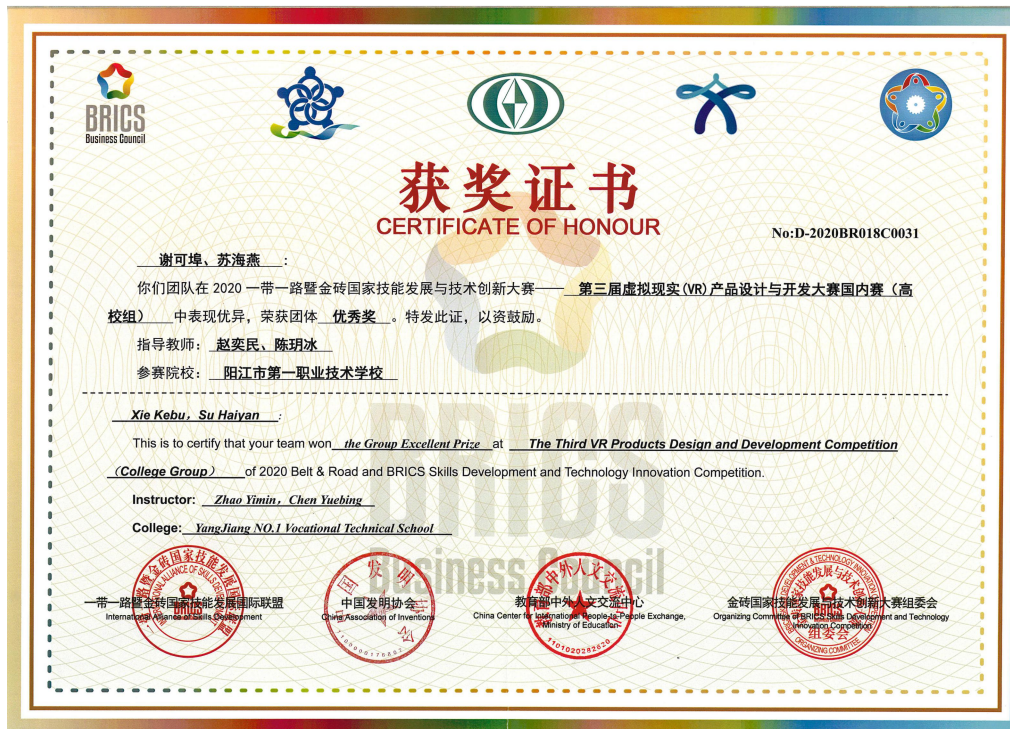 BRICS
Business Council
获奖证书
CERTIFICATE OF HONOUR
No:D-2020BR018C0031
谢可埠、苏海燕 :
你们团队在 2020 一带一路暨金砖国家技能发展与技术创新大赛—— 第三届虚拟现实(VR)产品设计与开发大赛国内赛（高
校组） 中表现优异，荣获团体 优秀奖 。特发此证，以资鼓励。
指导教师： 赵奕民、陈玥冰
参赛院校： 阳江市第一职业技术学校
Xie Kebu，Su Haiyan :
This is to certify that your team won the Group Excellent Prize at The Third VR Products Design and Development Competition
（College Group） of 2020 Belt & Road and BRICS Skills Development and Technology Innovation Competition.
Instructor: Zhao Yimin，Chen Yuebing
College: YangJiang NO.1 Vocational Technical School
BRICS
Business Council
一带一路暨金砖国家技能发展国际联盟
International Alliance of Skills Development
中国发明协会
China Association of Inventions
教育部中外人文交流中心
China Center for International People-to-People Exchange,
Ministry of Education
1101020282620
金砖国家技能发展与技术创新大赛组委会
Organizing Committee of BRICS Skills Development and Technology
Innovation Competition
组委会
ORGANIZING COMMITTEE